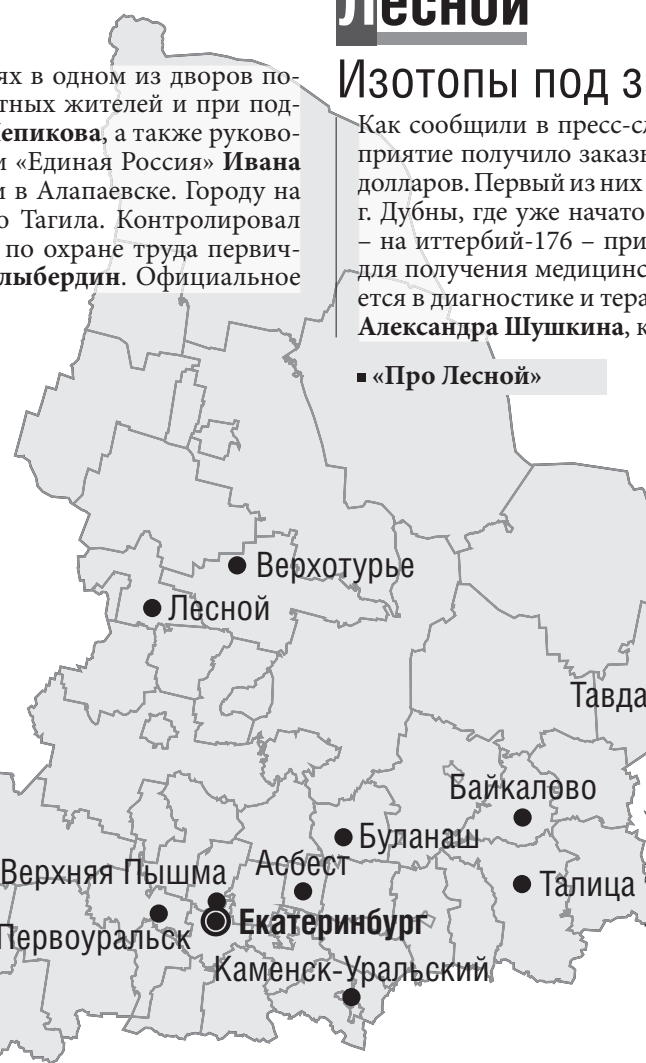 ях в одном из дворов по-
тных жителей и при под-
Чепикова, а также руково-
и «Единая Россия» Ивана
и в Алапаевске. Городу на
о Тагила. Контролировал
по охране труда первич-
лыбердин. Официальное
Лесной
Изотопы под з
Как сообщили в пресс-сл
приятие получило заказы
долларов. Первый из них
г. Дубны, где уже начато
– на иттербий-176 – при
для получения медицинс
ется в диагностике и тера
Александра Шушкина, к
«Про Лесной»
Верхотурье
Лесной
Тавда
Байкалово
Буланаш
Асбест
Верхняя Пышма
Талица
Екатеринбург
Первоуральск
Каменск-Уральский